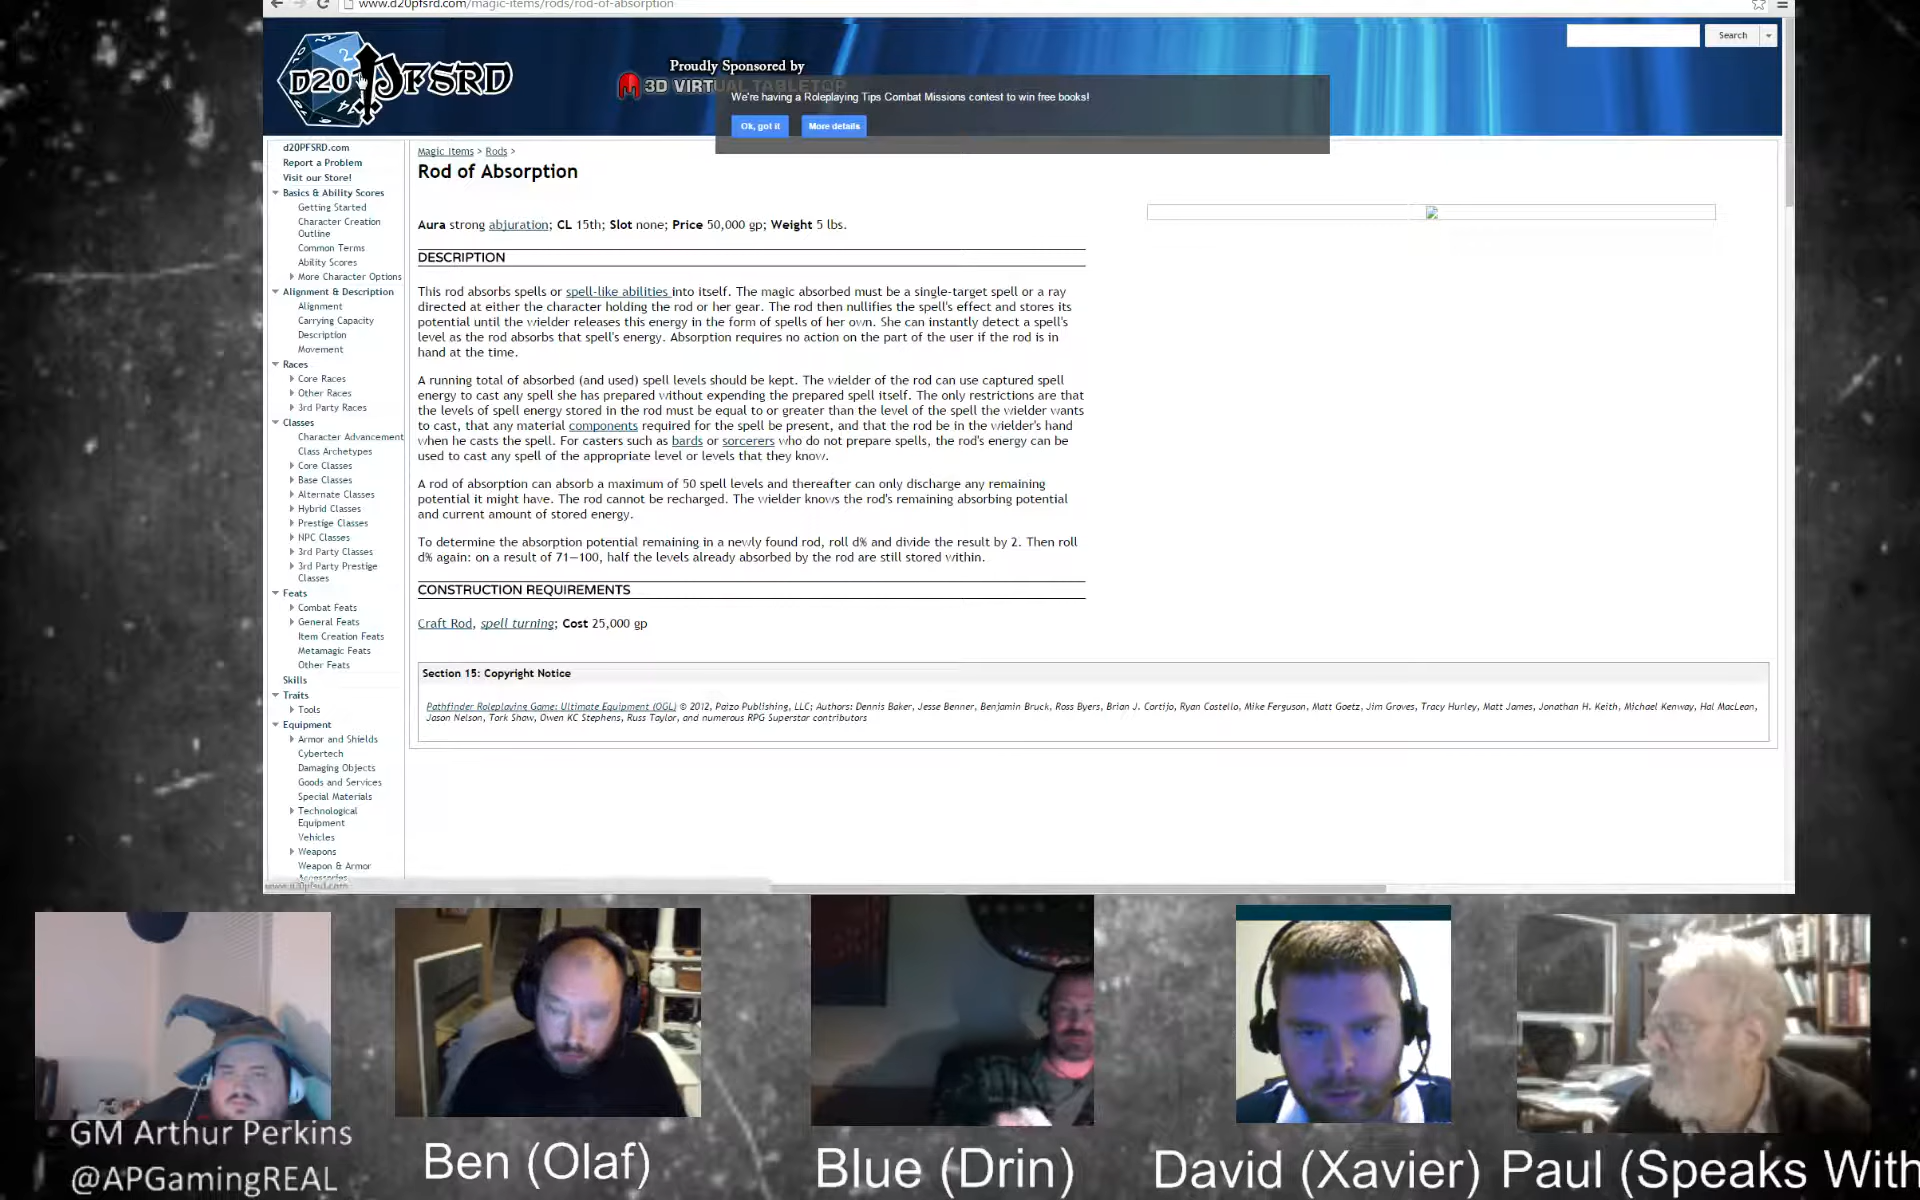 www.d20pfsrd.com/magic-items/rods/rod-of-absorption
D20PFSRD
Proudly Sponsored by
3D VIRTUAL TABLETOP
Search
We're having a Roleplaying Tips Combat Missions contest to win free books!
Ok, got it
More details
d20PFSRD.com
Report a Problem
Visit our Store!
Basics & Ability Scores
Getting Started
Character Creation
Outline
Common Terms
Ability Scores
More Character Options
Alignment & Description
Alignment
Carrying Capacity
Description
Movement
Races
Core Races
Other Races
3rd Party Races
Classes
Character Advancement
Class Archetypes
Core Classes
Base Classes
Alternate Classes
Hybrid Classes
Prestige Classes
NPC Classes
3rd Party Classes
3rd Party Prestige
Classes
Feats
Combat Feats
General Feats
Item Creation Feats
Metamagic Feats
Other Feats
Skills
Traits
Tools
Equipment
Armor and Shields
Cybertech
Damaging Objects
Goods and Services
Special Materials
Technological
Equipment
Vehicles
Weapons
Weapon & Armor
Accessories
www.d20pfsrd.com
Magic Items > Rods >
Rod of Absorption
Aura strong abjuration; CL 15th; Slot none; Price 50,000 gp; Weight 5 lbs.
DESCRIPTION
This rod absorbs spells or spell-like abilities into itself. The magic absorbed must be a single-target spell or a ray
directed at either the character holding the rod or her gear. The rod then nullifies the spell's effect and stores its
potential until the wielder releases this energy in the form of spells of her own. She can instantly detect a spell's
level as the rod absorbs that spell's energy. Absorption requires no action on the part of the user if the rod is in
hand at the time.
A running total of absorbed (and used) spell levels should be kept. The wielder of the rod can use captured spell
energy to cast any spell she has prepared without expending the prepared spell itself. The only restrictions are that
the levels of spell energy stored in the rod must be equal to or greater than the level of the spell the wielder wants
to cast, that any material components required for the spell be present, and that the rod be in the wielder's hand
when he casts the spell. For casters such as bards or sorcerers who do not prepare spells, the rod's energy can be
used to cast any spell of the appropriate level or levels that they know.
A rod of absorption can absorb a maximum of 50 spell levels and thereafter can only discharge any remaining
potential it might have. The rod cannot be recharged. The wielder knows the rod's remaining absorbing potential
and current amount of stored energy.
To determine the absorption potential remaining in a newly found rod, roll d% and divide the result by 2. Then roll
d% again: on a result of 71—100, half the levels already absorbed by the rod are still stored within.
CONSTRUCTION REQUIREMENTS
Craft Rod, spell turning; Cost 25,000 gp
Section 15: Copyright Notice
Pathfinder Roleplaying Game: Ultimate Equipment (OGL) © 2012, Paizo Publishing, LLC; Authors: Dennis Baker, Jesse Benner, Benjamin Bruck, Ross Byers, Brian J. Cortijo, Ryan Costello, Mike Ferguson, Matt Goetz, Jim Groves, Tracy Hurley, Matt James, Jonathan H. Keith, Michael Kenway, Hal MacLean,
Jason Nelson, Tork Shaw, Owen KC Stephens, Russ Taylor, and numerous RPG Superstar contributors
GM Arthur Perkins
@APGamingREAL
Ben (Olaf)
Blue (Drin)
David (Xavier)
Paul (Speaks With